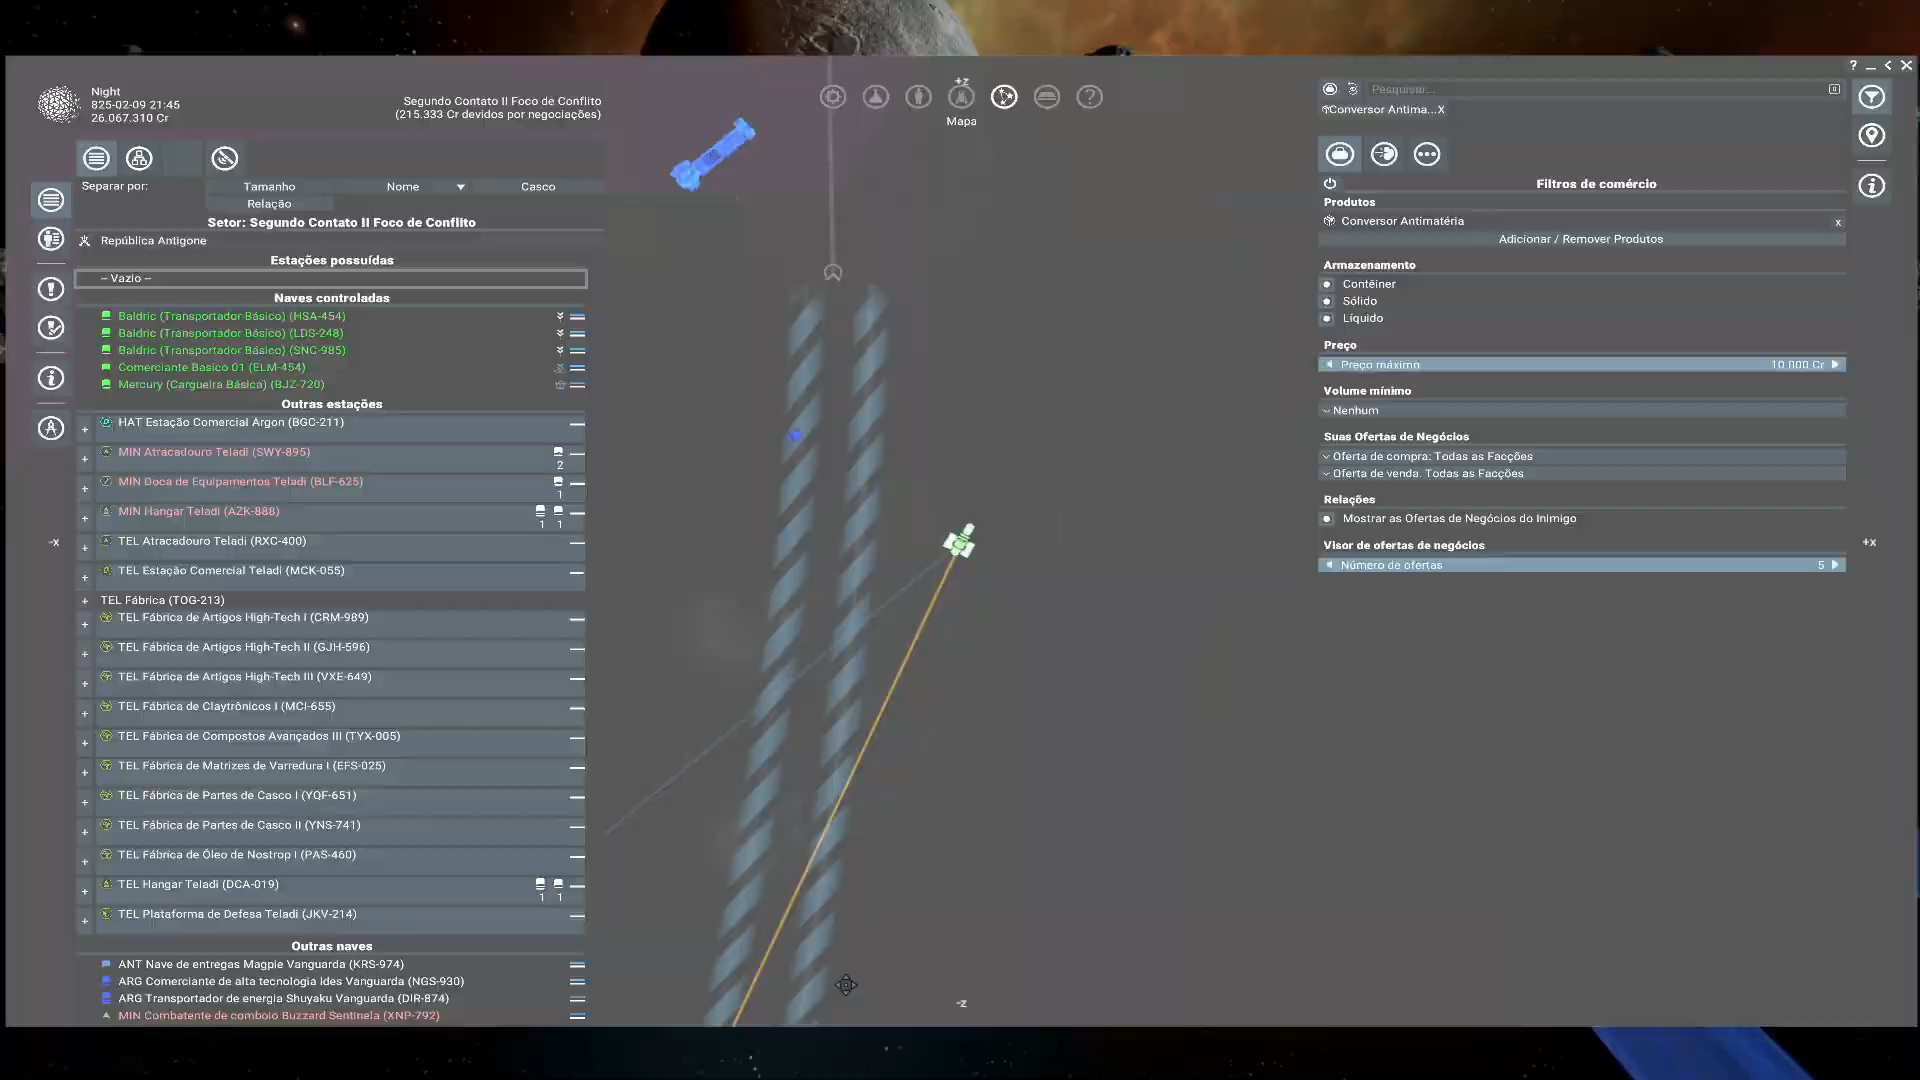 Night
825-02-09 21:45
26.067.310 Cr
Segundo Contato II Foco de Conflito
(215.333 Cr devidos por negociações)
Separar por:
Tamanho
Nome
Casco
Relação
Setor: Segundo Contato II Foco de Conflito
República Antigone
Estações possuídas
-- Vazio --
Naves controladas
Baldric (Transportador Básico) (HSA-454)
Baldric (Transportador Básico) (LDS-248)
Baldric (Transportador Básico) (SNC-985)
Comerciante Basico 01 (ELM-454)
Mercury (Cargueira Básica) (BJZ-720)
Outras estações
+ HAT Estação Comercial Argon (BGC-211)
+ MIN Atracadouro Teladi (SWY-895)
2
+ MIN Doca de Equipamentos Teladi (BLF-625)
1
+ MIN Hangar Teladi (AZK-888)
1 1
+ TEL Atracadouro Teladi (RXC-400)
+ TEL Estação Comercial Teladi (MCK-055)
+ TEL Fábrica (TOG-213)
+ TEL Fábrica de Artigos High-Tech I (CRM-989)
+ TEL Fábrica de Artigos High-Tech II (GJH-596)
+ TEL Fábrica de Artigos High-Tech III (VXE-649)
+ TEL Fábrica de Claytrônicos I (MCI-655)
+ TEL Fábrica de Compostos Avançados III (TYX-005)
+ TEL Fábrica de Matrizes de Varredura I (EFS-025)
+ TEL Fábrica de Partes de Casco I (YQF-651)
+ TEL Fábrica de Partes de Casco II (YNS-741)
+ TEL Fábrica de Óleo de Nostrop I (PAS-460)
+ TEL Hangar Teladi (DCA-019)
1 1
+ TEL Plataforma de Defesa Teladi (JKV-214)
Outras naves
ANT Nave de entregas Magpie Vanguarda (KRS-974)
ARG Comerciante de alta tecnologia Ides Vanguarda (NGS-930)
ARG Transportador de energia Shuyaku Vanguarda (DIR-874)
MIN Combatente de comboio Buzzard Sentinela (XNP-792)
+z
Mapa
-x
+x
-z
? _ < X
Pesquisar...
Conversor Antima...X
Filtros de comércio
Produtos
Conversor Antimatéria x
Adicionar / Remover Produtos
Armazenamento
Contêiner
Sólido
Líquido
Preço
Preço máximo 10 000 Cr
Volume mínimo
Nenhum
Suas Ofertas de Negócios
Oferta de compra: Todas as Facções
Oferta de venda. Todas as Facções
Relações
Mostrar as Ofertas de Negócios do Inimigo
Visor de ofertas de negócios
Número de ofertas 5